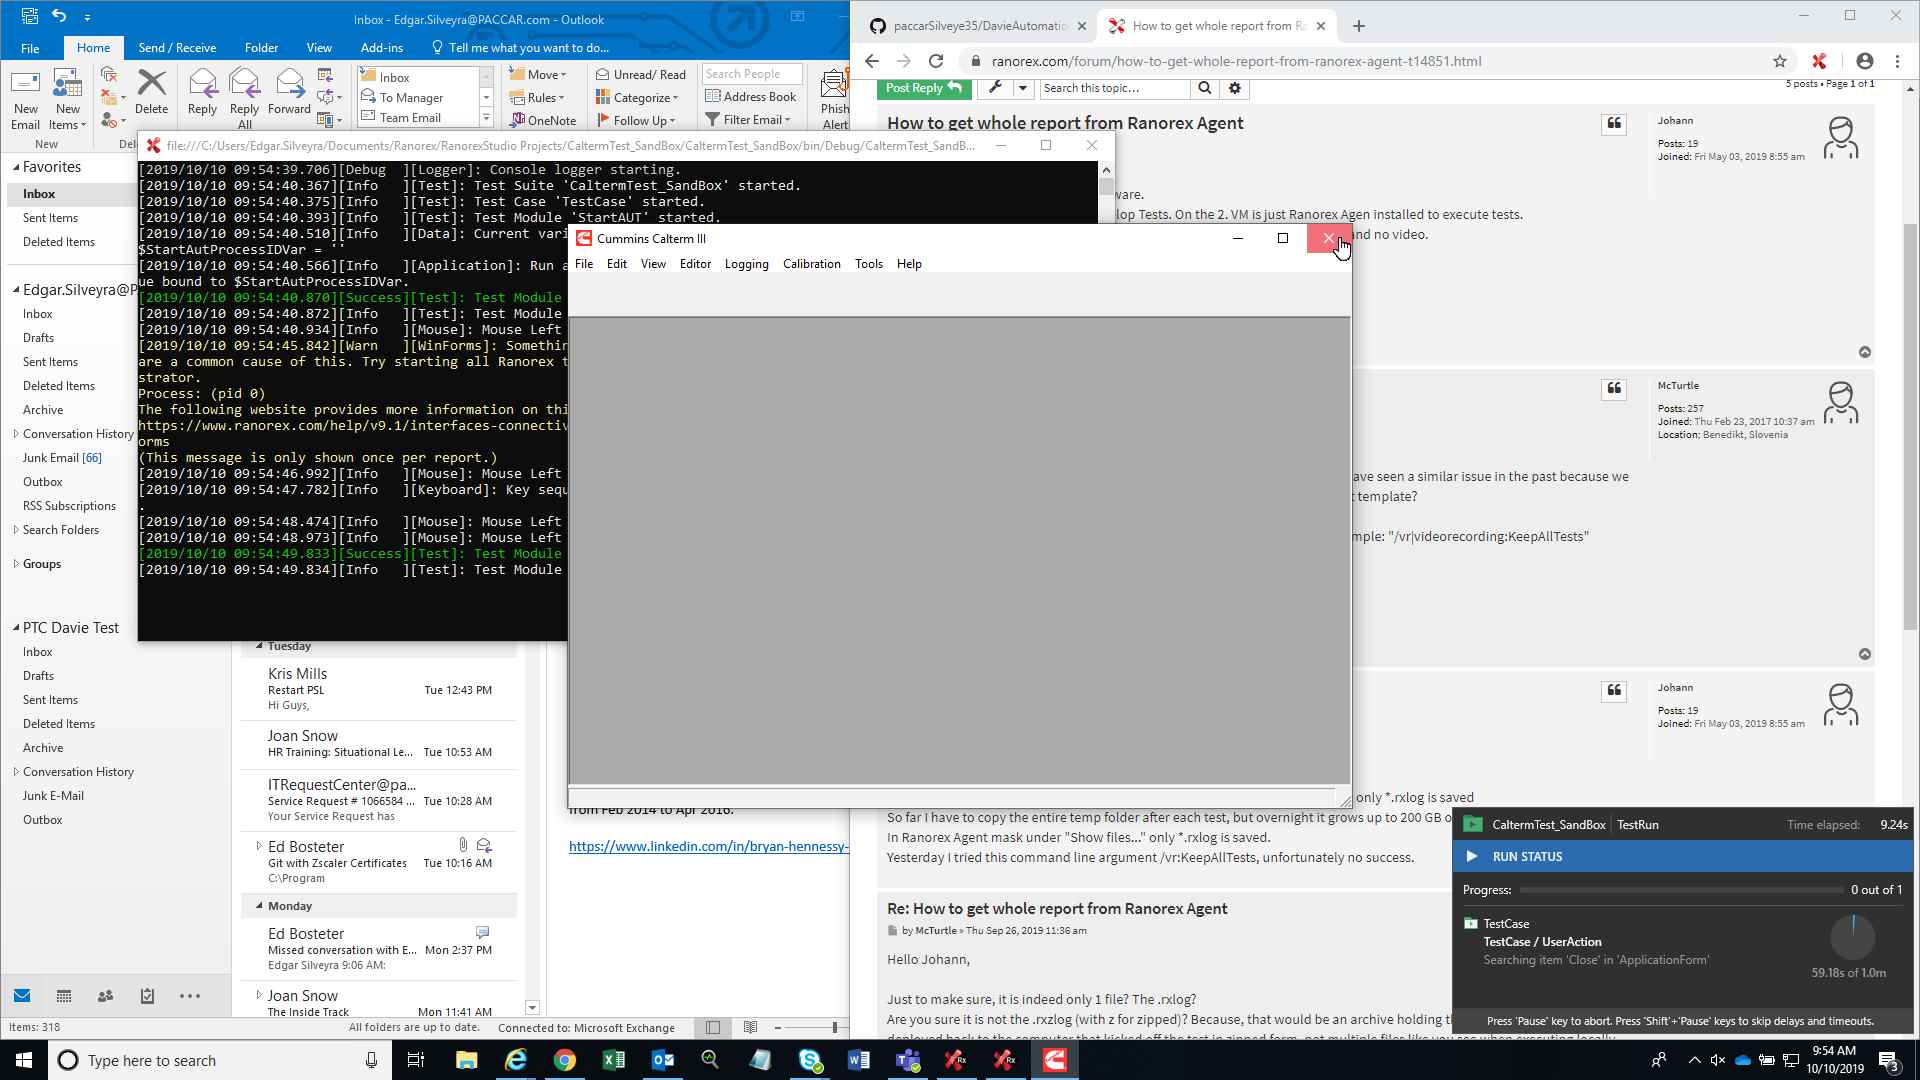 Inbox - Edgar.Silveyra@PACCAR.com - Outlook
File
Home
Send / Receive
Folder
View
Add-ins
Tell me what you want to do...
New Email
New Items
Delete
Reply
Reply All
Forward
Inbox
To Manager
Team Email
Move
Rules
OneNote
Unread/ Read
Categorize
Follow Up
Search People
Address Book
Filter Email
Phish Alert
New
Favorites
Inbox
Sent Items
Deleted Items
Edgar.Silveyra@P
Inbox
Drafts
Sent Items
Deleted Items
Archive
Conversation History
Junk Email [66]
Outbox
RSS Subscriptions
Search Folders
Groups
PTC Davie Test
Inbox
Drafts
Sent Items
Deleted Items
Archive
Conversation History
Junk E-Mail
Outbox
Items: 318
All folders are up to date.
Connected to: Microsoft Exchange
file:///C:/Users/Edgar.Silveyra/Documents/Ranorex/RanorexStudio Projects/CaltermTest_SandBox/CaltermTest_SandBox/bin/Debug/CaltermTest_SandB...
[2019/10/10 09:54:39.706][Debug  ][Logger]: Console logger starting.
[2019/10/10 09:54:40.367][Info   ][Test]: Test Suite 'CaltermTest_SandBox' started.
[2019/10/10 09:54:40.375][Info   ][Test]: Test Case 'TestCase' started.
[2019/10/10 09:54:40.393][Info   ][Test]: Test Module 'StartAUT' started.
[2019/10/10 09:54:40.510][Info   ][Data]: Current vari
$StartAutProcessIDVar = ''
[2019/10/10 09:54:40.566][Info   ][Application]: Run a
ue bound to $StartAutProcessIDVar.
[2019/10/10 09:54:40.870][Success][Test]: Test Module
[2019/10/10 09:54:40.872][Info   ][Test]: Test Module
[2019/10/10 09:54:40.934][Info   ][Mouse]: Mouse Left
[2019/10/10 09:54:45.842][Warn   ][WinForms]: Somethin
are a common cause of this. Try starting all Ranorex t
strator.
Process: (pid 0)
The following website provides more information on thi
https://www.ranorex.com/help/v9.1/interfaces-connectiv
orms
(This message is only shown once per report.)
[2019/10/10 09:54:46.992][Info   ][Mouse]: Mouse Left
[2019/10/10 09:54:47.782][Info   ][Keyboard]: Key sequ
.
[2019/10/10 09:54:48.474][Info   ][Mouse]: Mouse Left
[2019/10/10 09:54:48.973][Info   ][Mouse]: Mouse Left
[2019/10/10 09:54:49.833][Success][Test]: Test Module
[2019/10/10 09:54:49.834][Info   ][Test]: Test Module
Cummins Calterm III
File Edit View Editor Logging Calibration Tools Help
Tuesday
Kris Mills
Restart PSL Tue 12:43 PM
Hi Guys,
Joan Snow
HR Training: Situational Le... Tue 10:53 AM
ITRequestCenter@pa...
Service Request # 1066584 ... Tue 10:28 AM
Your Service Request has
Ed Bosteter
Git with Zscaler Certificates Tue 10:16 AM
C:\Program
Monday
Ed Bosteter
Missed conversation with E... Mon 2:37 PM
Edgar Silveyra 9:06 AM:
Joan Snow
The Inside Track Mon 11:41 AM
from Feb 2014 to Apr 2016.
https://www.linkedin.com/in/bryan-hennessy-
paccarSilveye35/DavieAutomatio
How to get whole report from Ra
ranorex.com/forum/how-to-get-whole-report-from-ranorex-agent-t14851.html
Post Reply
Search this topic...
5 posts • Page 1 of 1
How to get whole report from Ranorex Agent
Johann
Posts: 19
Joined: Fri May 03, 2019 8:55 am
ware.
lop Tests. On the 2. VM is just Ranorex Agen installed to execute tests.
and no video.
McTurtle
Posts: 257
Joined: Thu Feb 23, 2017 10:37 am
Location: Benedikt, Slovenia
ave seen a similar issue in the past because we
t template?
mple: "/vr|videorecording:KeepAllTests"
Johann
Posts: 19
Joined: Fri May 03, 2019 8:55 am
only *.rxlog is saved
So far I have to copy the entire temp folder after each test, but overnight it grows up to 200 GB o
In Ranorex Agent mask under "Show files..." only *.rxlog is saved.
Yesterday I tried this command line argument /vr:KeepAllTests, unfortunately no success.
Re: How to get whole report from Ranorex Agent
by McTurtle » Thu Sep 26, 2019 11:36 am
Hello Johann,
Just to make sure, it is indeed only 1 file? The .rxlog?
Are you sure it is not the .rxzlog (with z for zipped)? Because, that would be an archive holding th
CaltermTest_SandBox | TestRun
Time elapsed: 9.24s
RUN STATUS
Progress: 0 out of 1
TestCase
TestCase / UserAction
Searching item 'Close' in 'ApplicationForm'
59.18s of 1.0m
Press 'Pause' key to abort. Press 'Shift'+'Pause' keys to skip delays and timeouts.
Type here to search
9:54 AM
10/10/2019
3